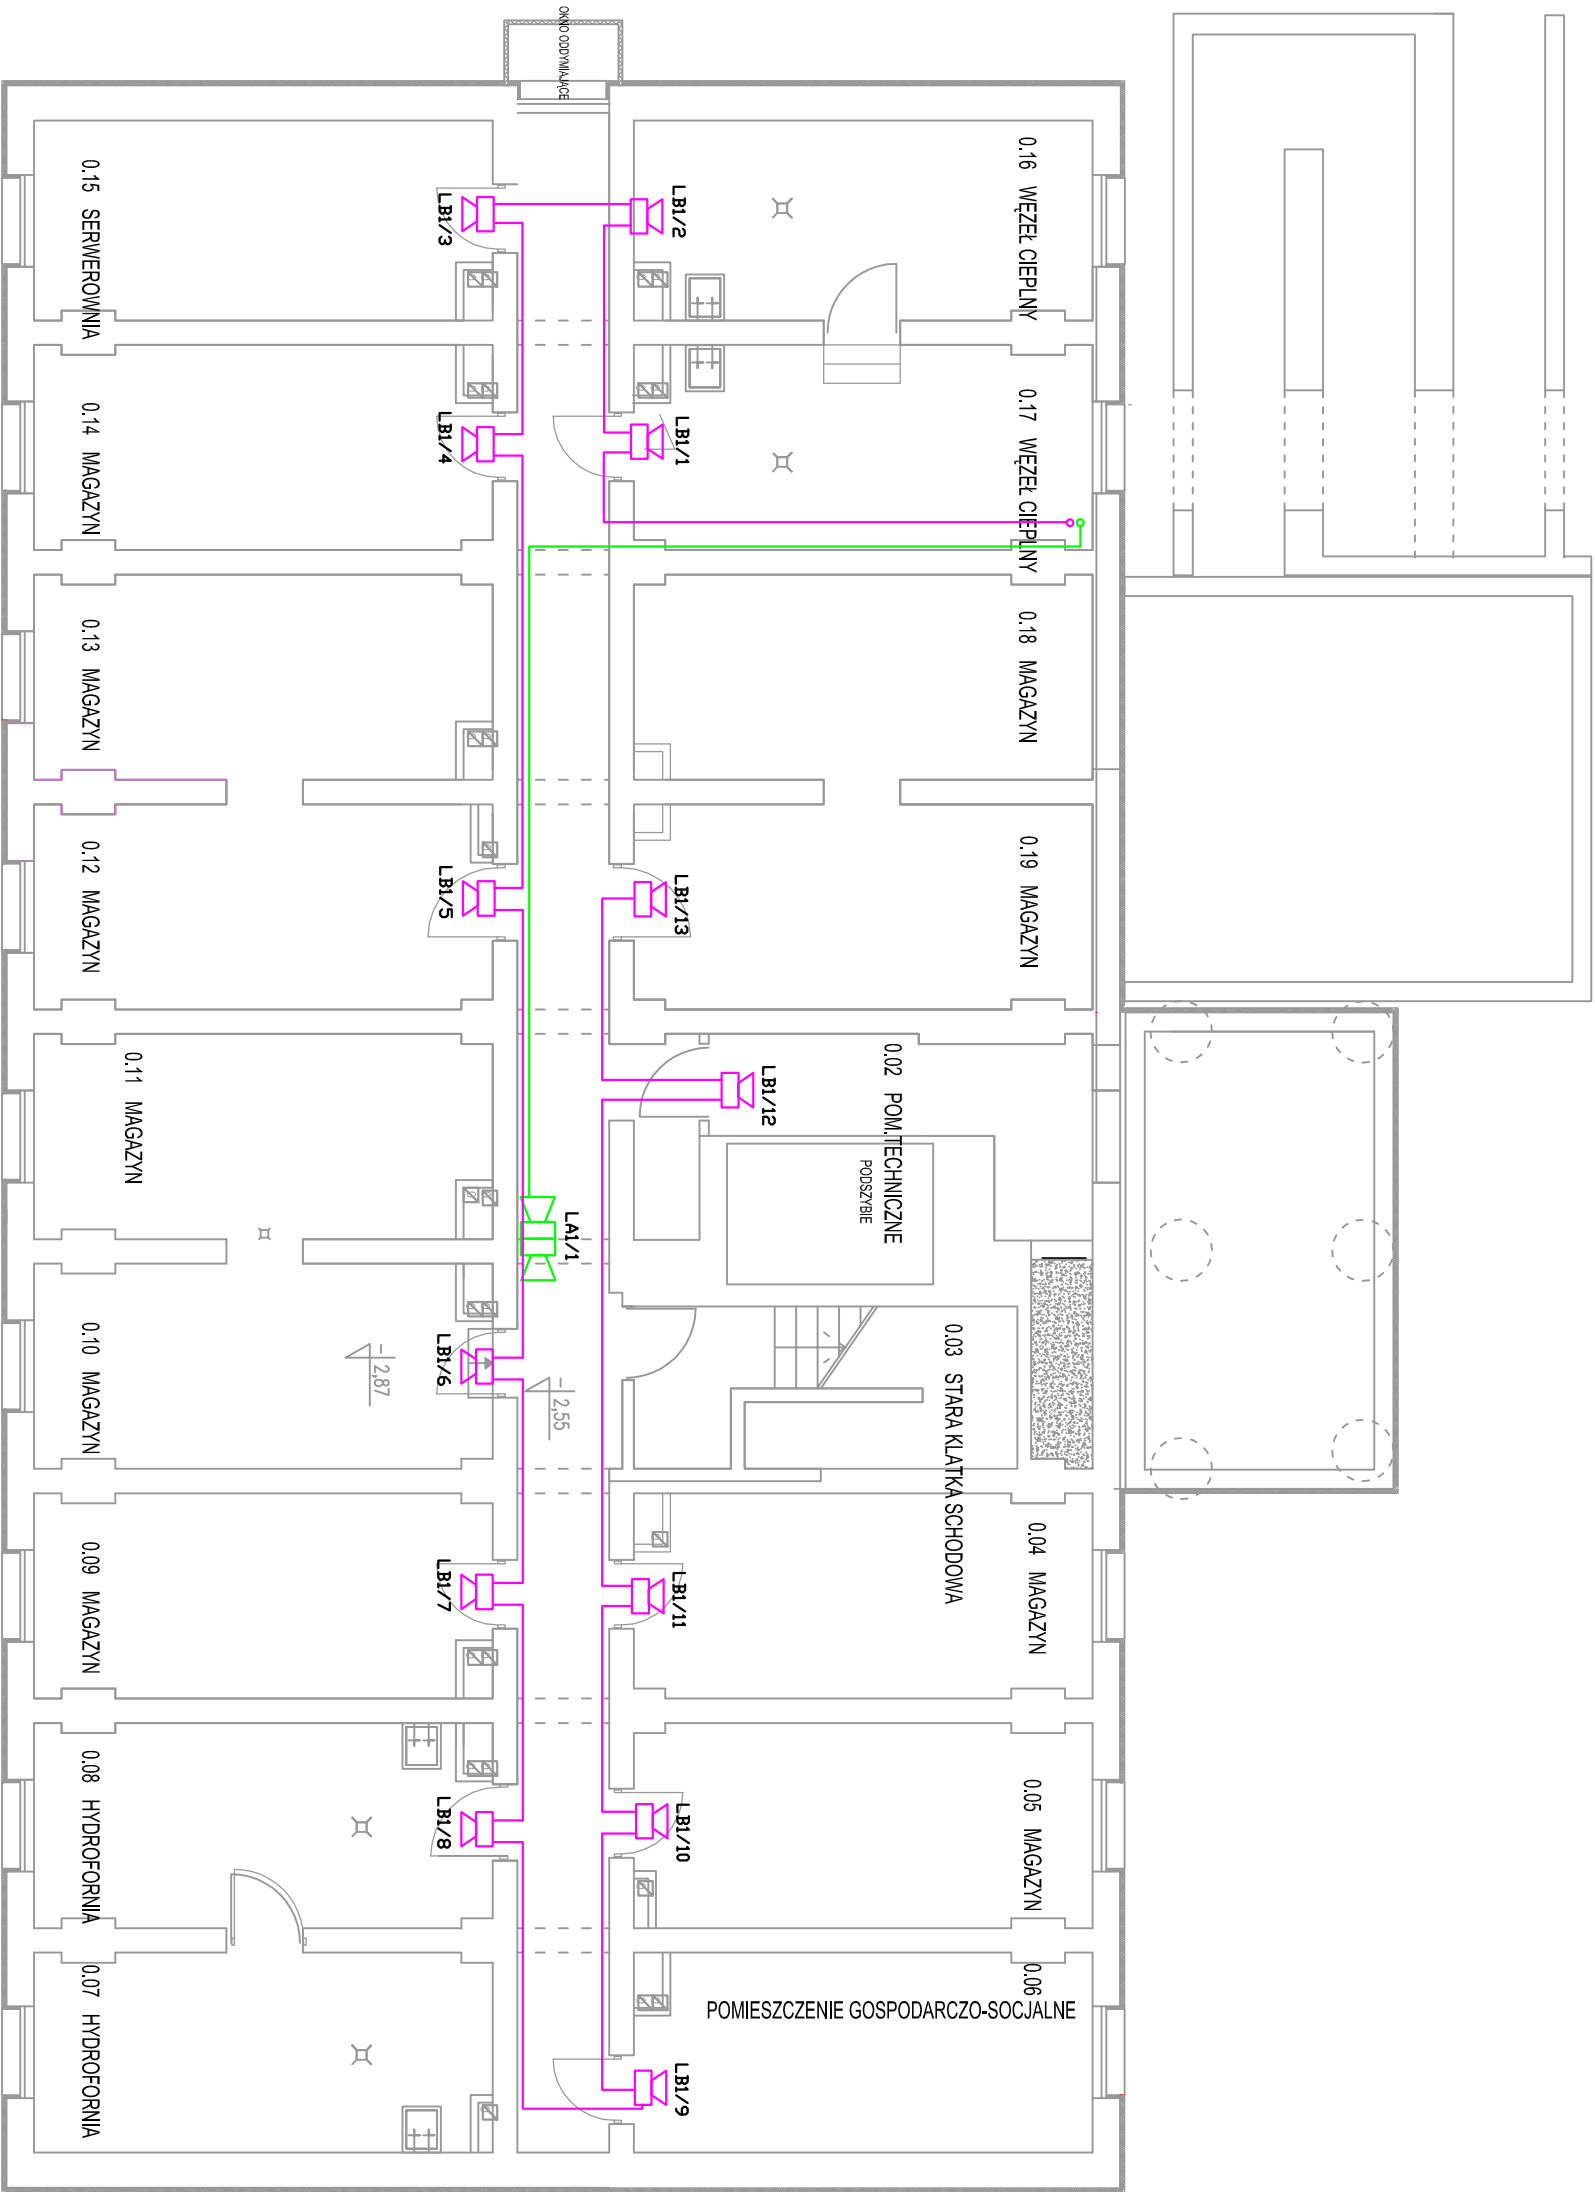 OKNO ODDYMIAJĄCE
0.16 WĘZEŁ CIEPLNY
0.15 SERWEROWNIA
LB1/2
LB1/3
0.17 WĘZEŁ CIEPLNY
0.14 MAGAZYN
LB1/1
LB1/4
0.18 MAGAZYN
0.13 MAGAZYN
0.19 MAGAZYN
0.12 MAGAZYN
LB1/13
LB1/5
0.02 POM.TECHNICZNE
PODSZYBIE
LB1/12
0.11 MAGAZYN
LA1/1
0.03 STARA KLATKA SCHODOWA
0.10 MAGAZYN
LB1/6
- 2,87
- 2,55
0.04 MAGAZYN
0.09 MAGAZYN
LB1/11
LB1/7
0.05 MAGAZYN
0.08 HYDROFORNIA
LB1/10
LB1/8
0.06
POMIESZCZENIE GOSPODARCZO-SOCJALNE
0.07 HYDROFORNIA
LB1/9